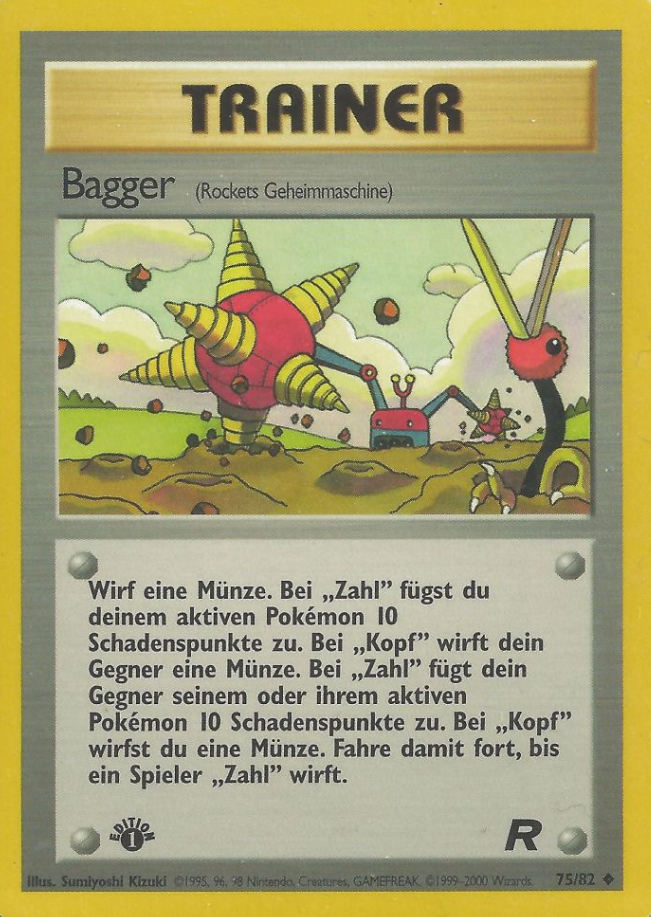 TRAINER
Bagger (Rockets Geheimmaschine)
Wirf eine Münze. Bei „Zahl” fügst du
deinem aktiven Pokémon 10
Schadenspunkte zu. Bei „Kopf” wirft dein
Gegner eine Münze. Bei „Zahl” fügt dein
Gegner seinem oder ihrem aktiven
Pokémon 10 Schadenspunkte zu. Bei „Kopf”
wirfst du eine Münze. Fahre damit fort, bis
ein Spieler „Zahl” wirft.
EDITION 1 R
Illus. Sumiyoshi Kizuki ©1995, 96, 98 Nintendo, Creatures, GAMEFREAK. ©1999–2000 Wizards. 75/82 ◆